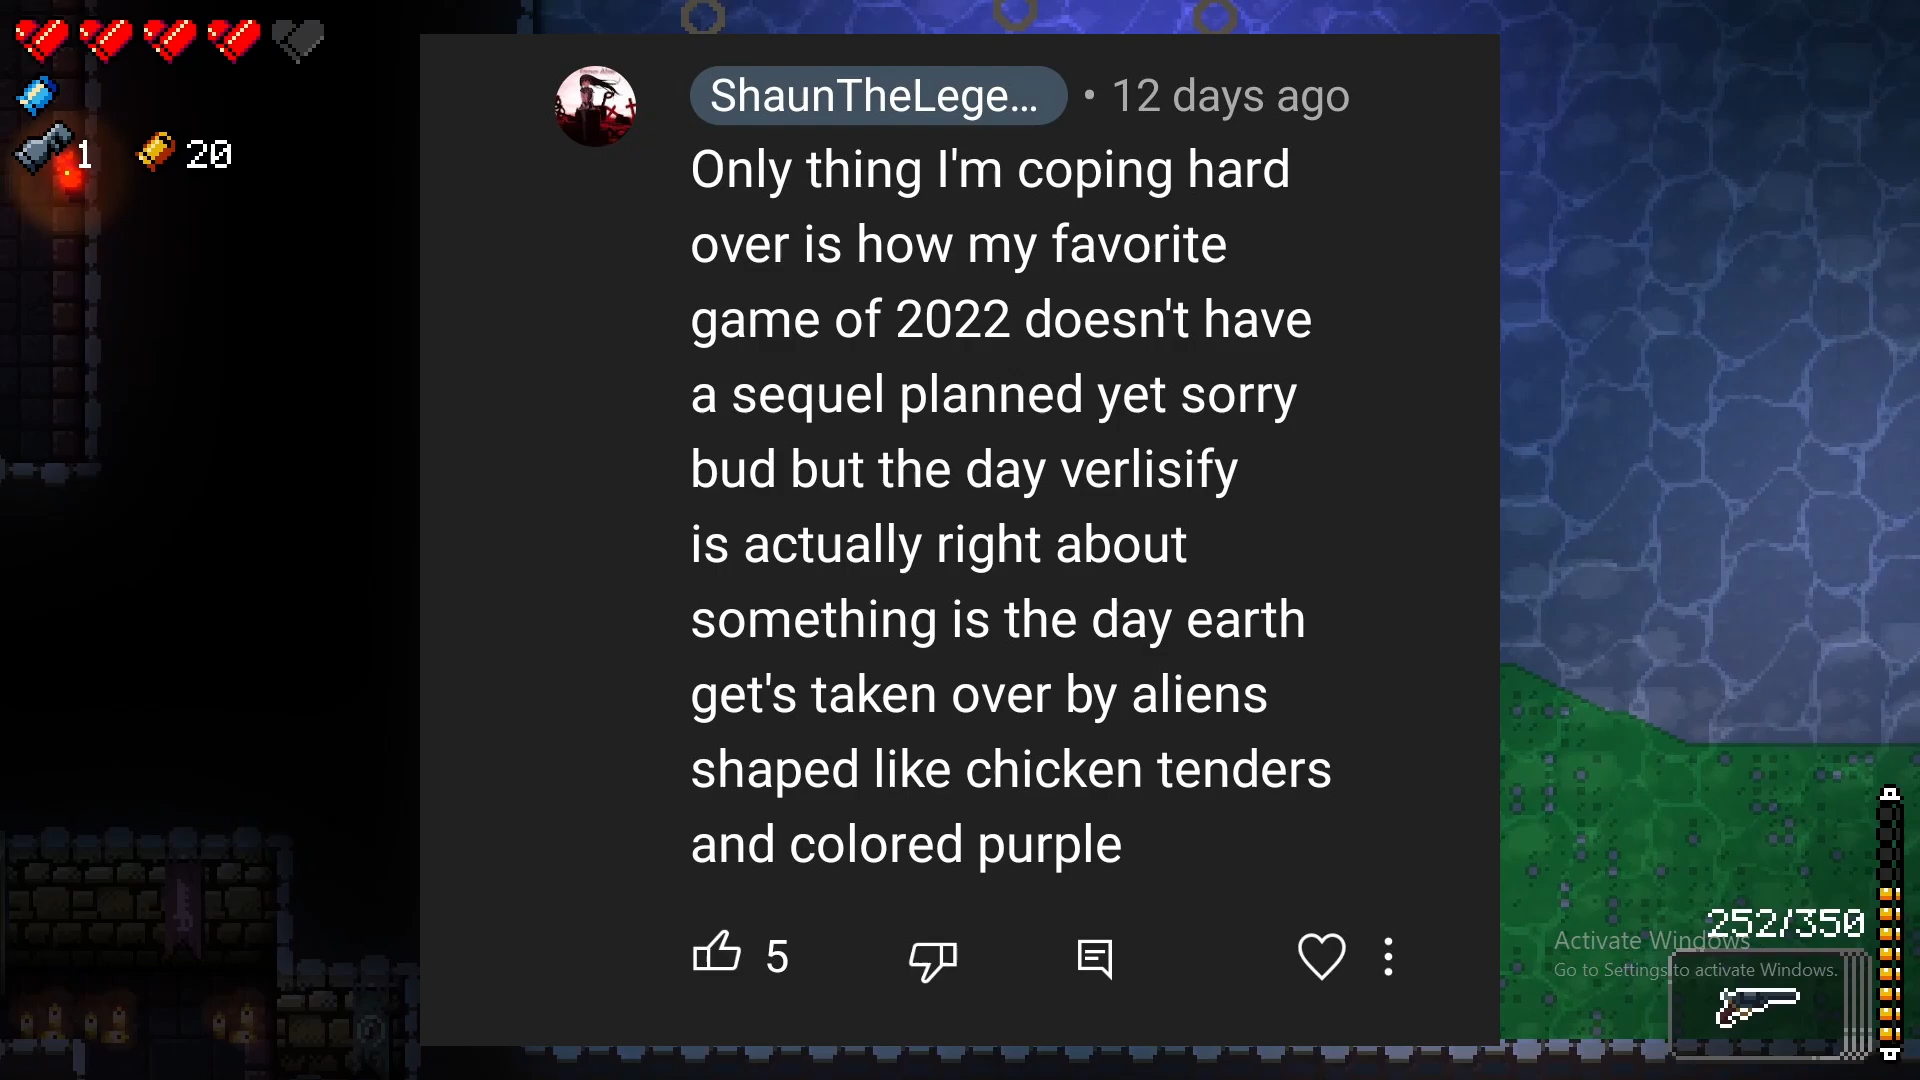 ShaunTheLege... • 12 days ago
Only thing I'm coping hard
over is how my favorite
game of 2022 doesn't have
a sequel planned yet sorry
bud but the day verlisify
is actually right about
something is the day earth
get's taken over by aliens
shaped like chicken tenders
and colored purple
5
1 20
252/350
Activate Windows
Go to Settings to activate Windows.